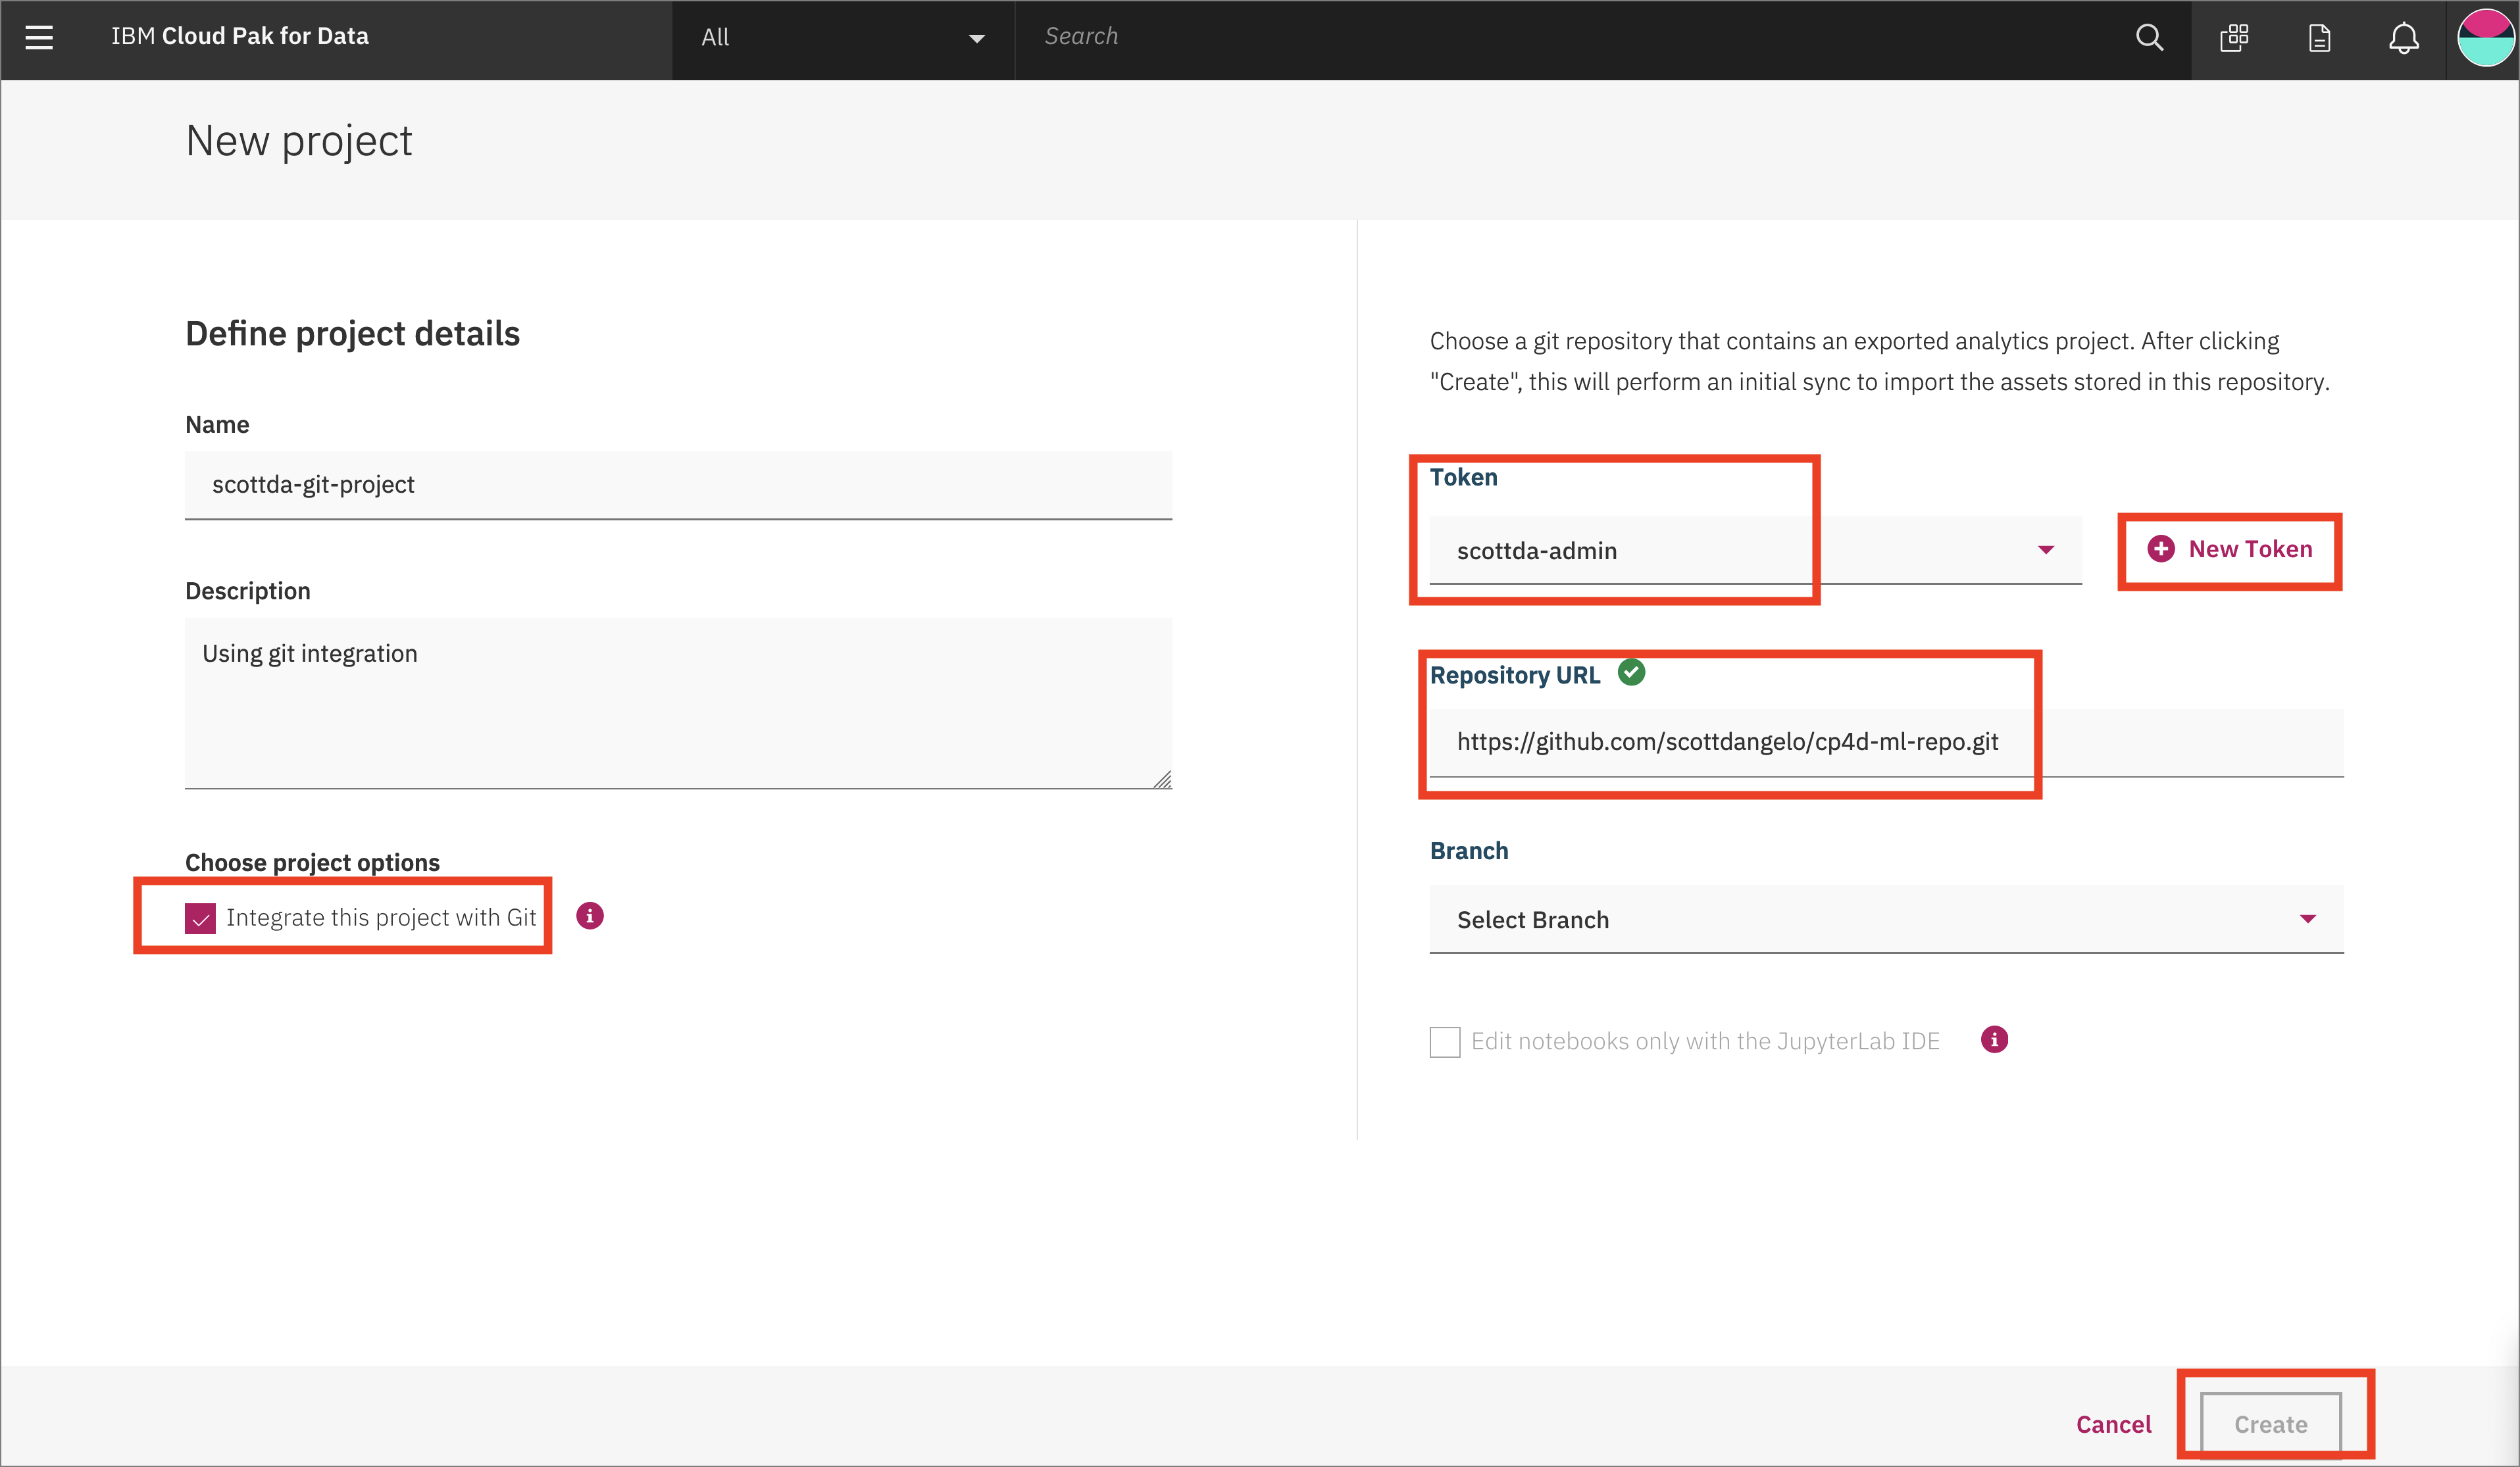 IBM Cloud Pak for Data
All
Search
New project
Define project details
Name
scottda-git-project
Description
Using git integration
Choose project options
Integrate this project with Git
Choose a git repository that contains an exported analytics project. After clicking
"Create", this will perform an initial sync to import the assets stored in this repository.
Token
scottda-admin
New Token
Repository URL
https://github.com/scottdangelo/cp4d-ml-repo.git
Branch
Select Branch
Edit notebooks only with the JupyterLab IDE
Cancel
Create